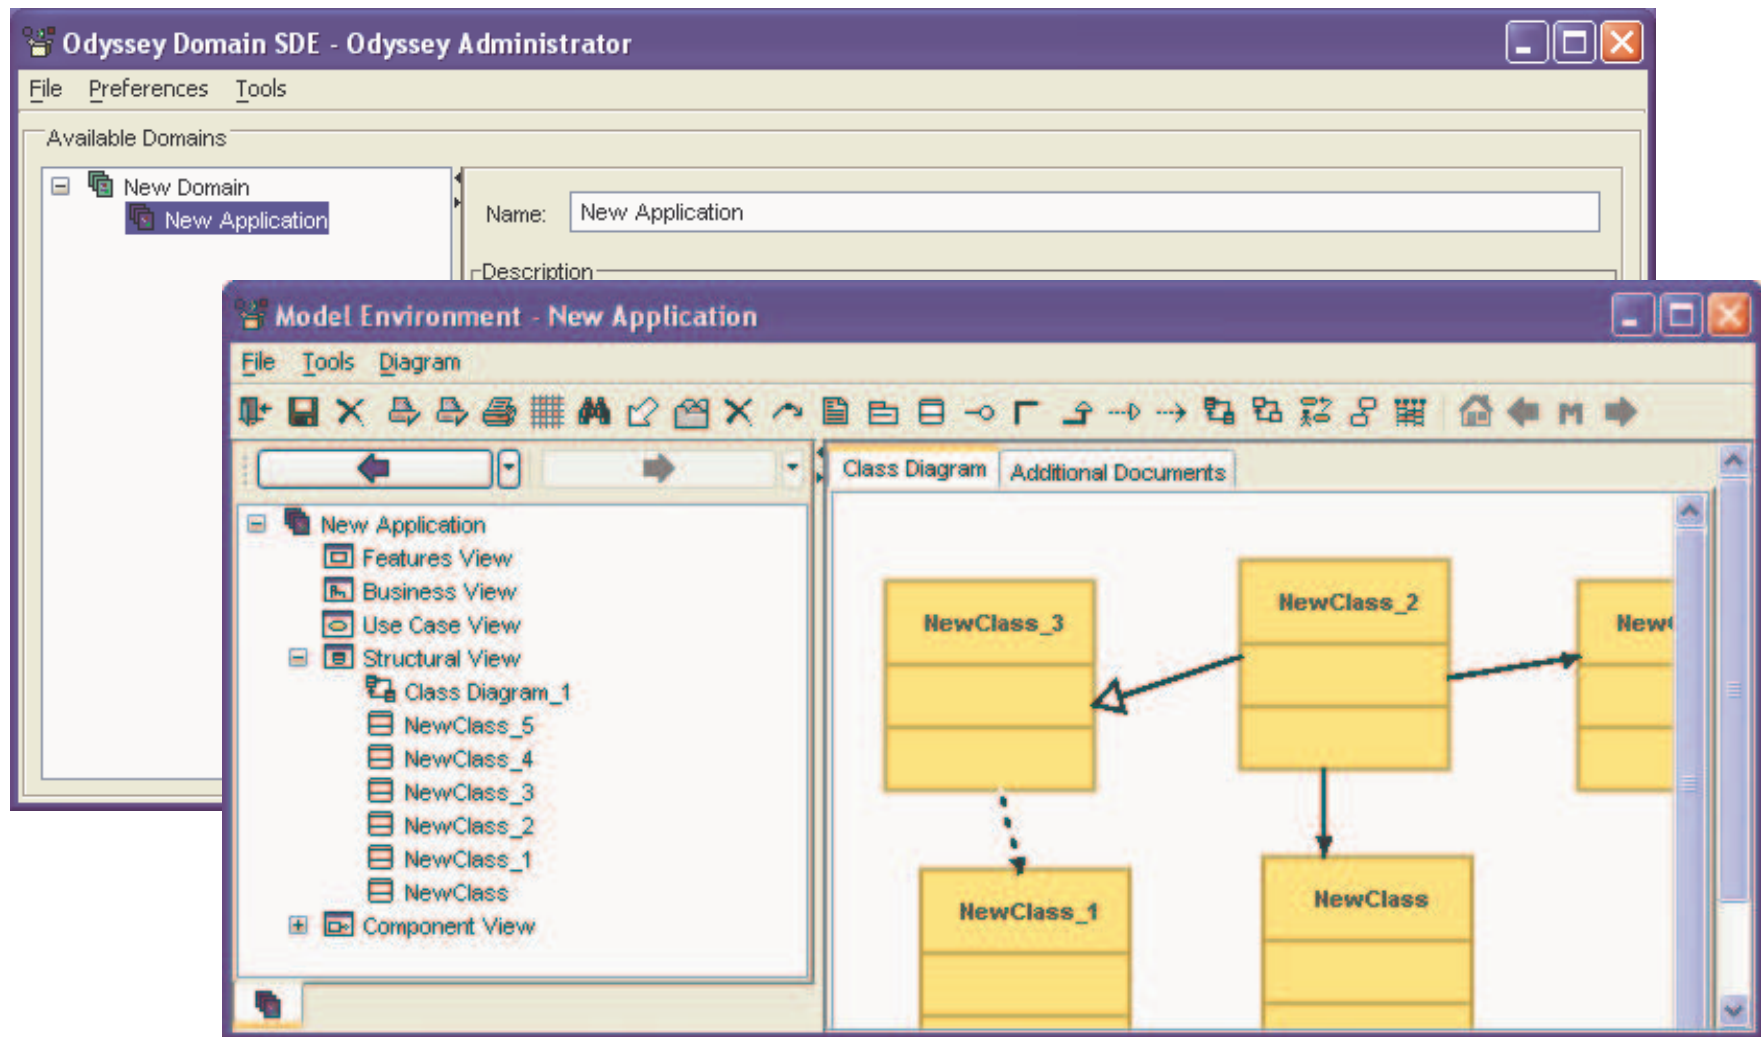 Odyssey Domain SDE - Odyssey Administrator
File Preferences Tools
Available Domains
New Domain
New Application
Name: New Application
Description
Model Environment - New Application
File Tools Diagram
M
Class Diagram Additional Documents
New Application
Features View
Business View
Use Case View
Structural View
Class Diagram_1
NewClass_5
NewClass_4
NewClass_3
NewClass_2
NewClass_1
NewClass
Component View
NewClass_3
NewClass_2
New
NewClass_1
NewClass